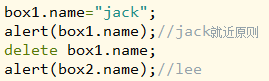 box1.name="jack";
alert(box1.name);//jack就近原则
delete box1.name;
alert(box2.name);//lee